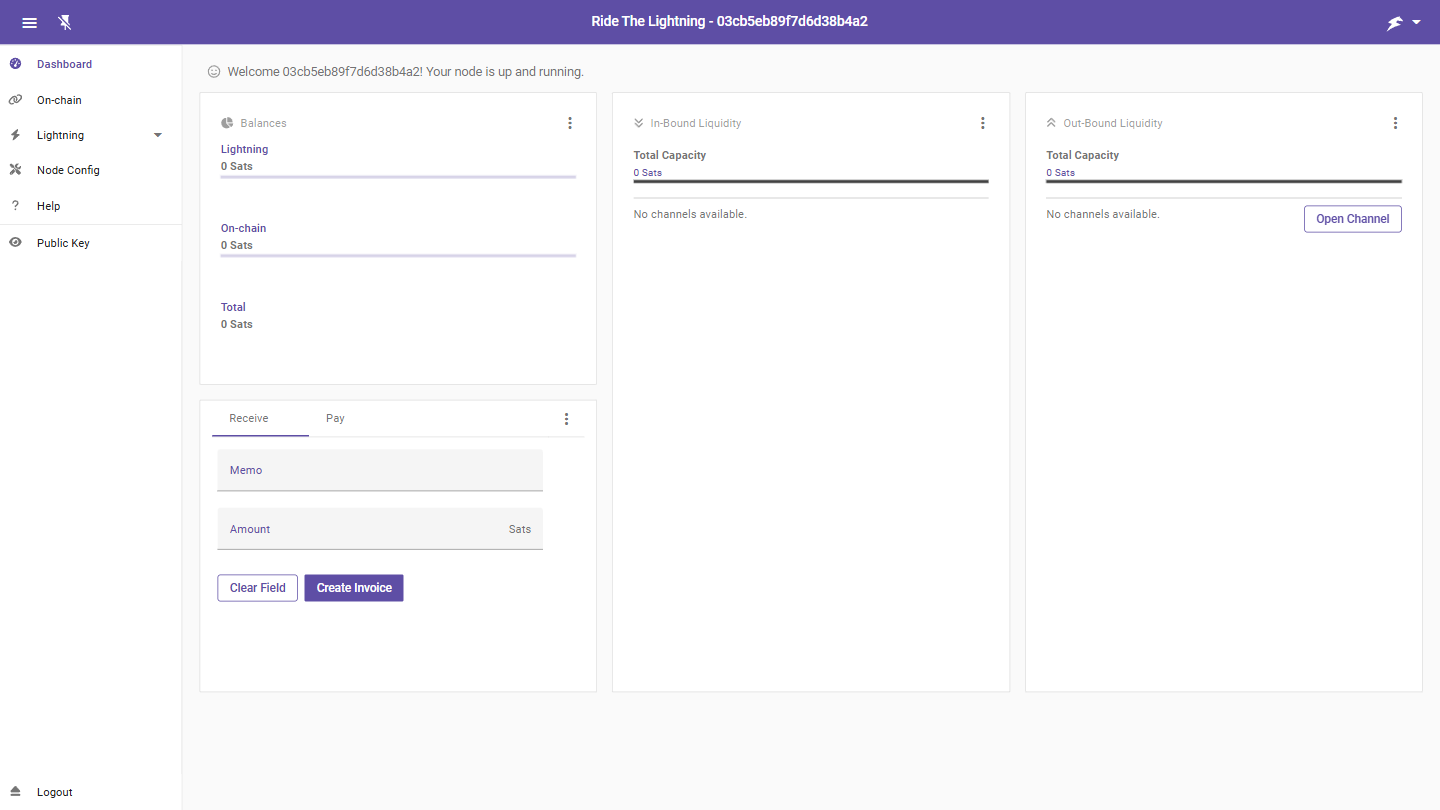 Ride The Lightning - 03cb5eb89f7d6d38b4a2
Dashboard
On-chain
Lightning
Node Config
Help
Public Key
Logout
Welcome 03cb5eb89f7d6d38b4a2! Your node is up and running.
Balances
Lightning
0 Sats
On-chain
0 Sats
Total
0 Sats
Receive Pay
Memo
Amount Sats
Clear Field Create Invoice
In-Bound Liquidity
Total Capacity
0 Sats
No channels available.
Out-Bound Liquidity
Total Capacity
0 Sats
No channels available.
Open Channel